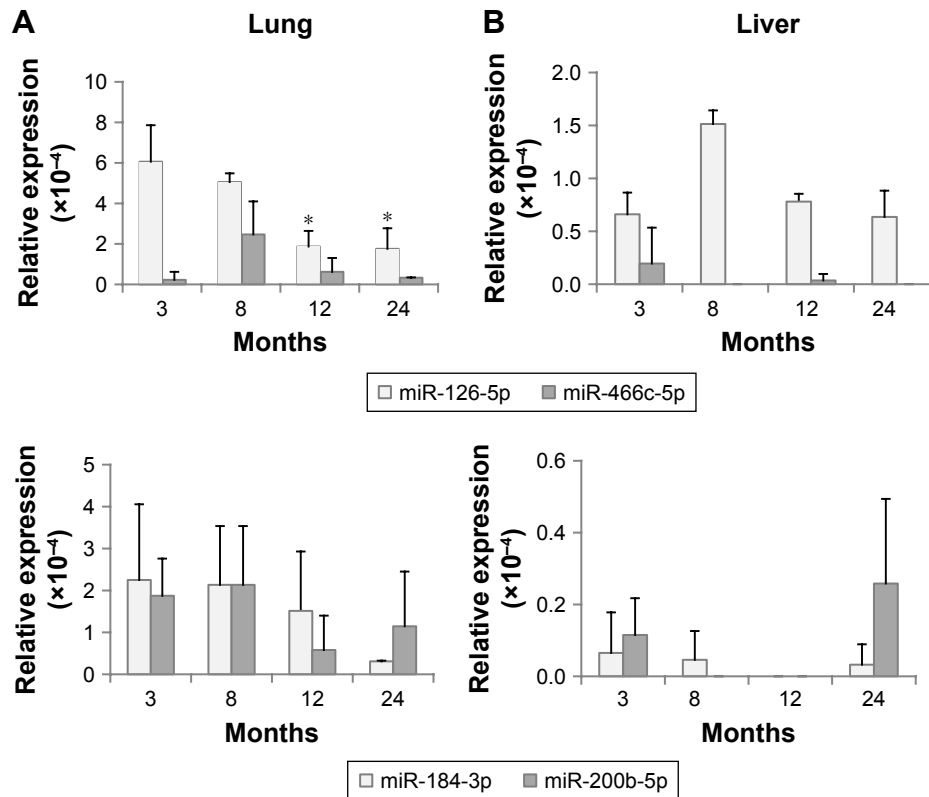 A
Lung
Relative expression
(×10⁻⁴)
10
8
6
4
2
0
*
*
3
8
12
24
Months
B
Liver
Relative expression
(×10⁻⁴)
2.0
1.5
1.0
0.5
0.0
3
8
12
24
Months
miR-126-5p
miR-466c-5p
Relative expression
(×10⁻⁴)
5
4
3
2
1
0
3
8
12
24
Months
Relative expression
(×10⁻⁴)
0.6
0.4
0.2
0.0
3
8
12
24
Months
miR-184-3p
miR-200b-5p